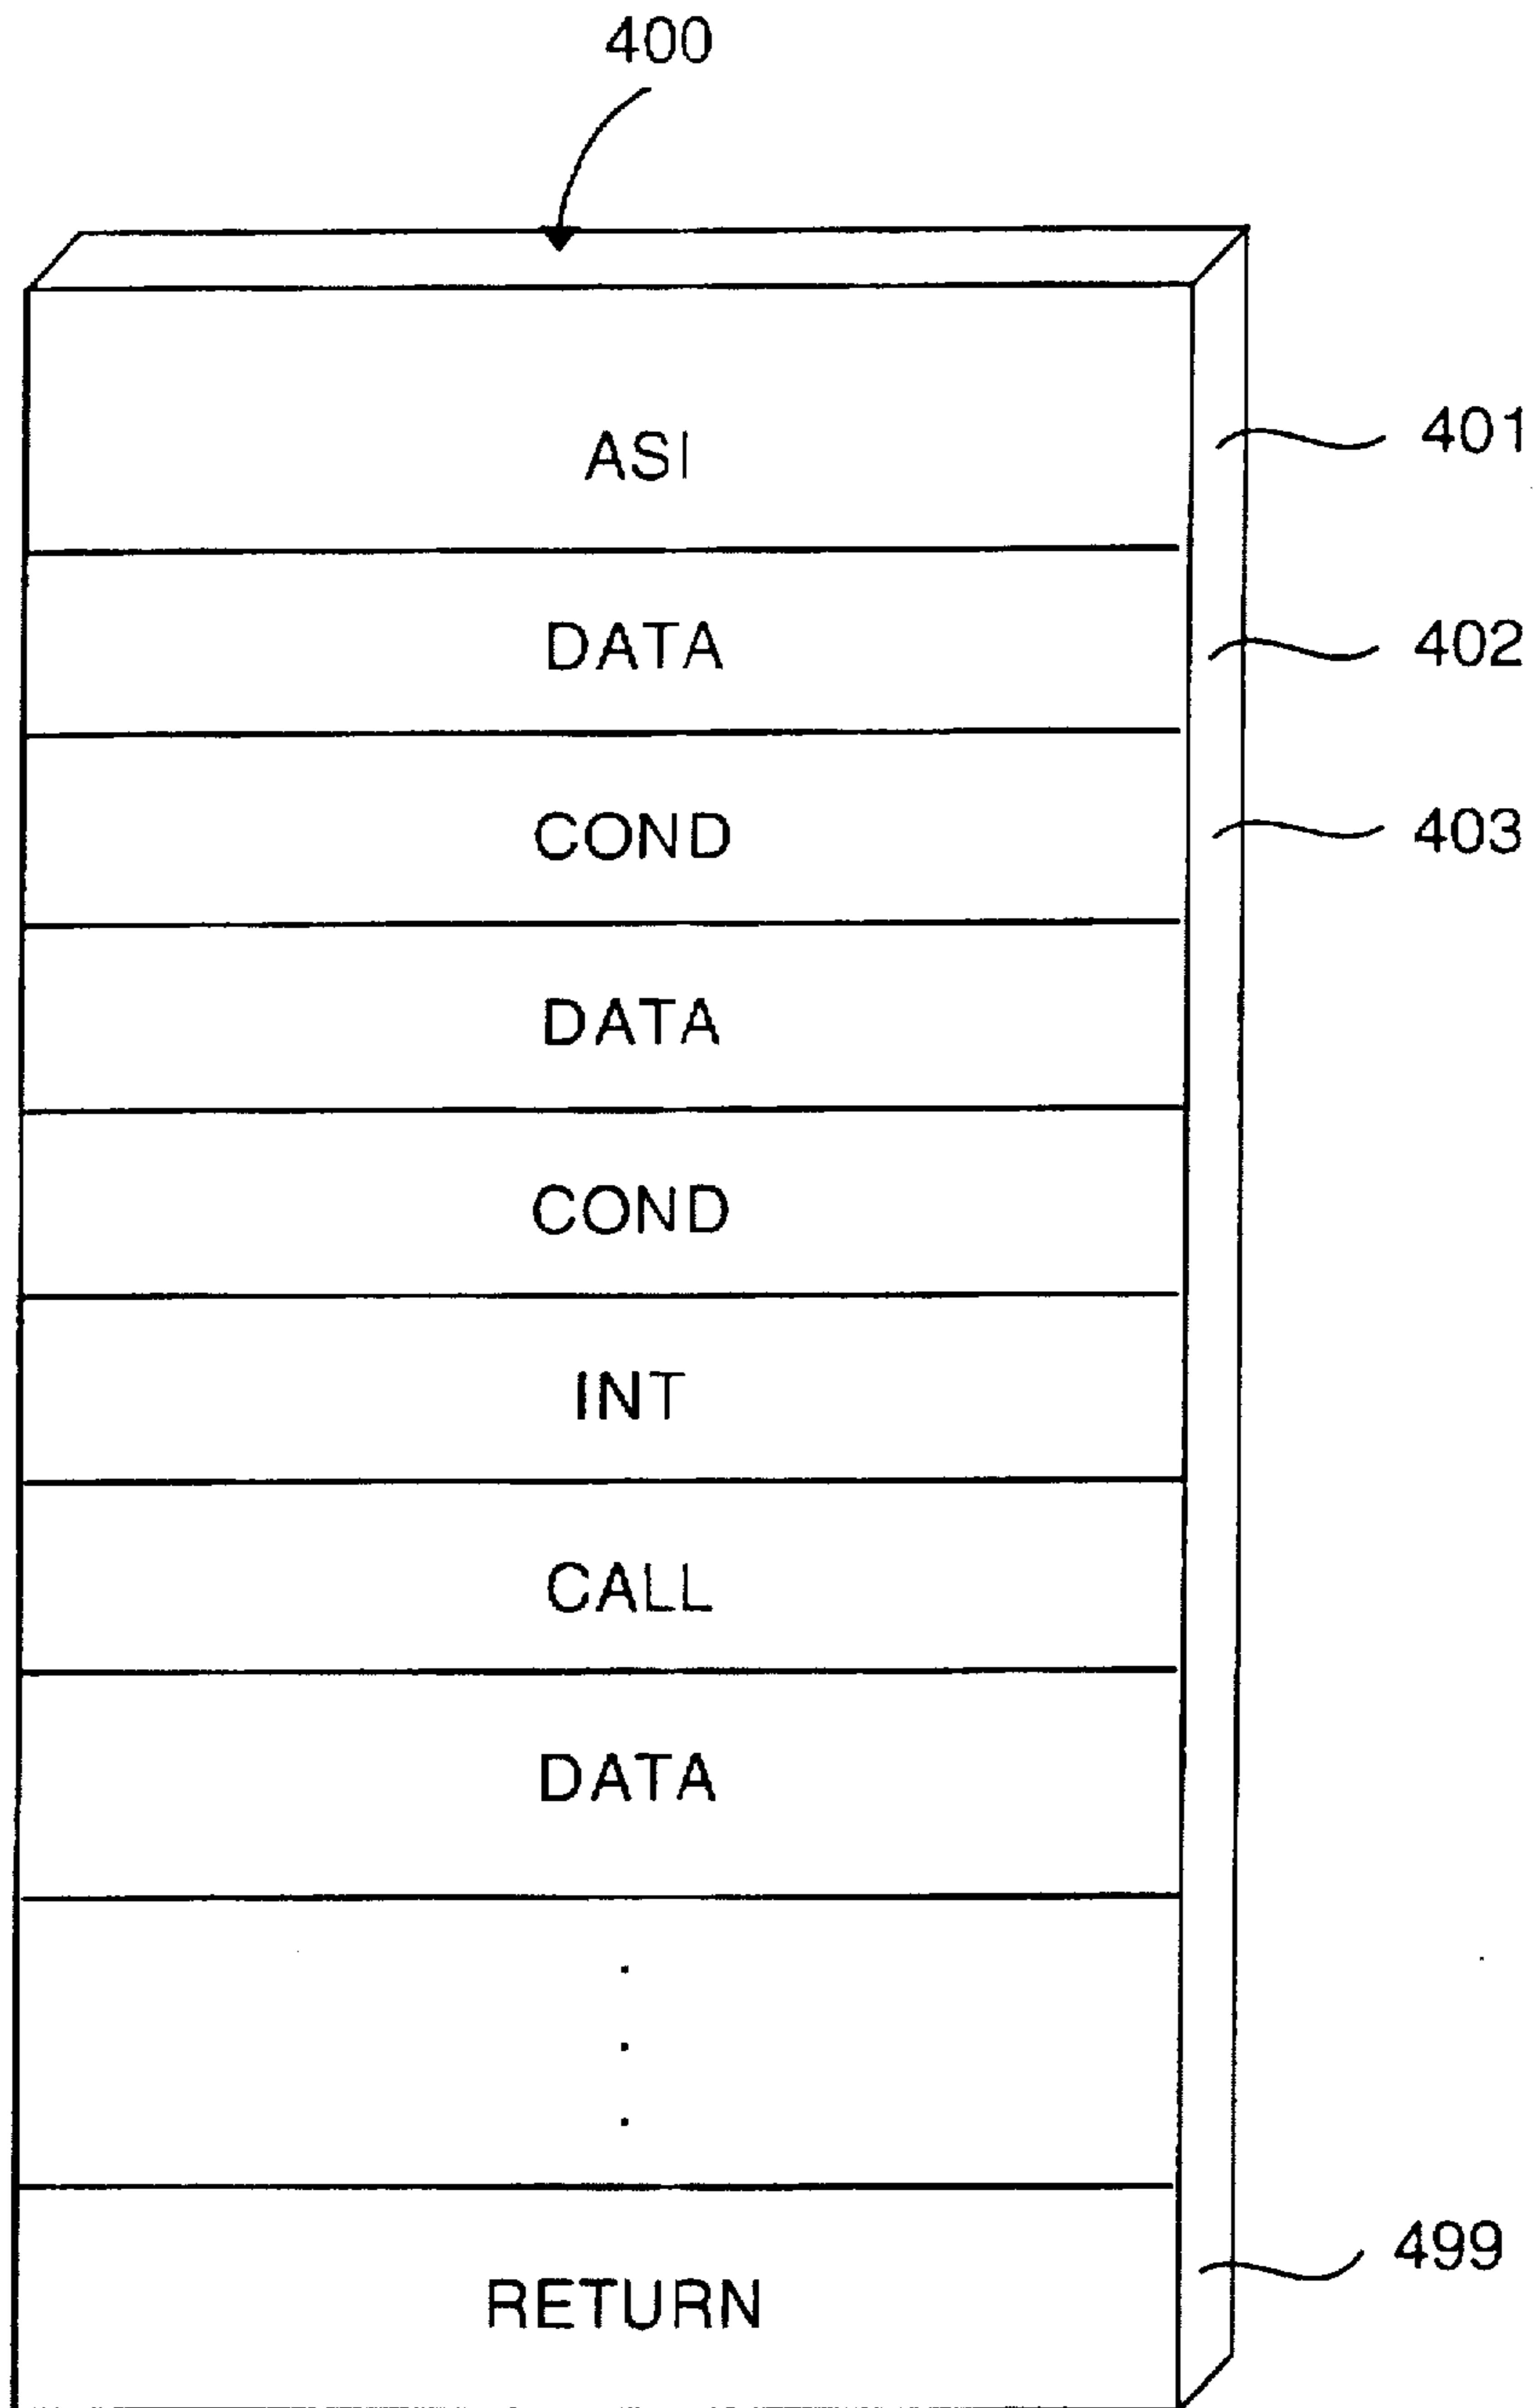 400
ASI 401
DATA 402
COND 403
DATA
COND
INT
CALL
DATA
.
.
.
RETURN 499